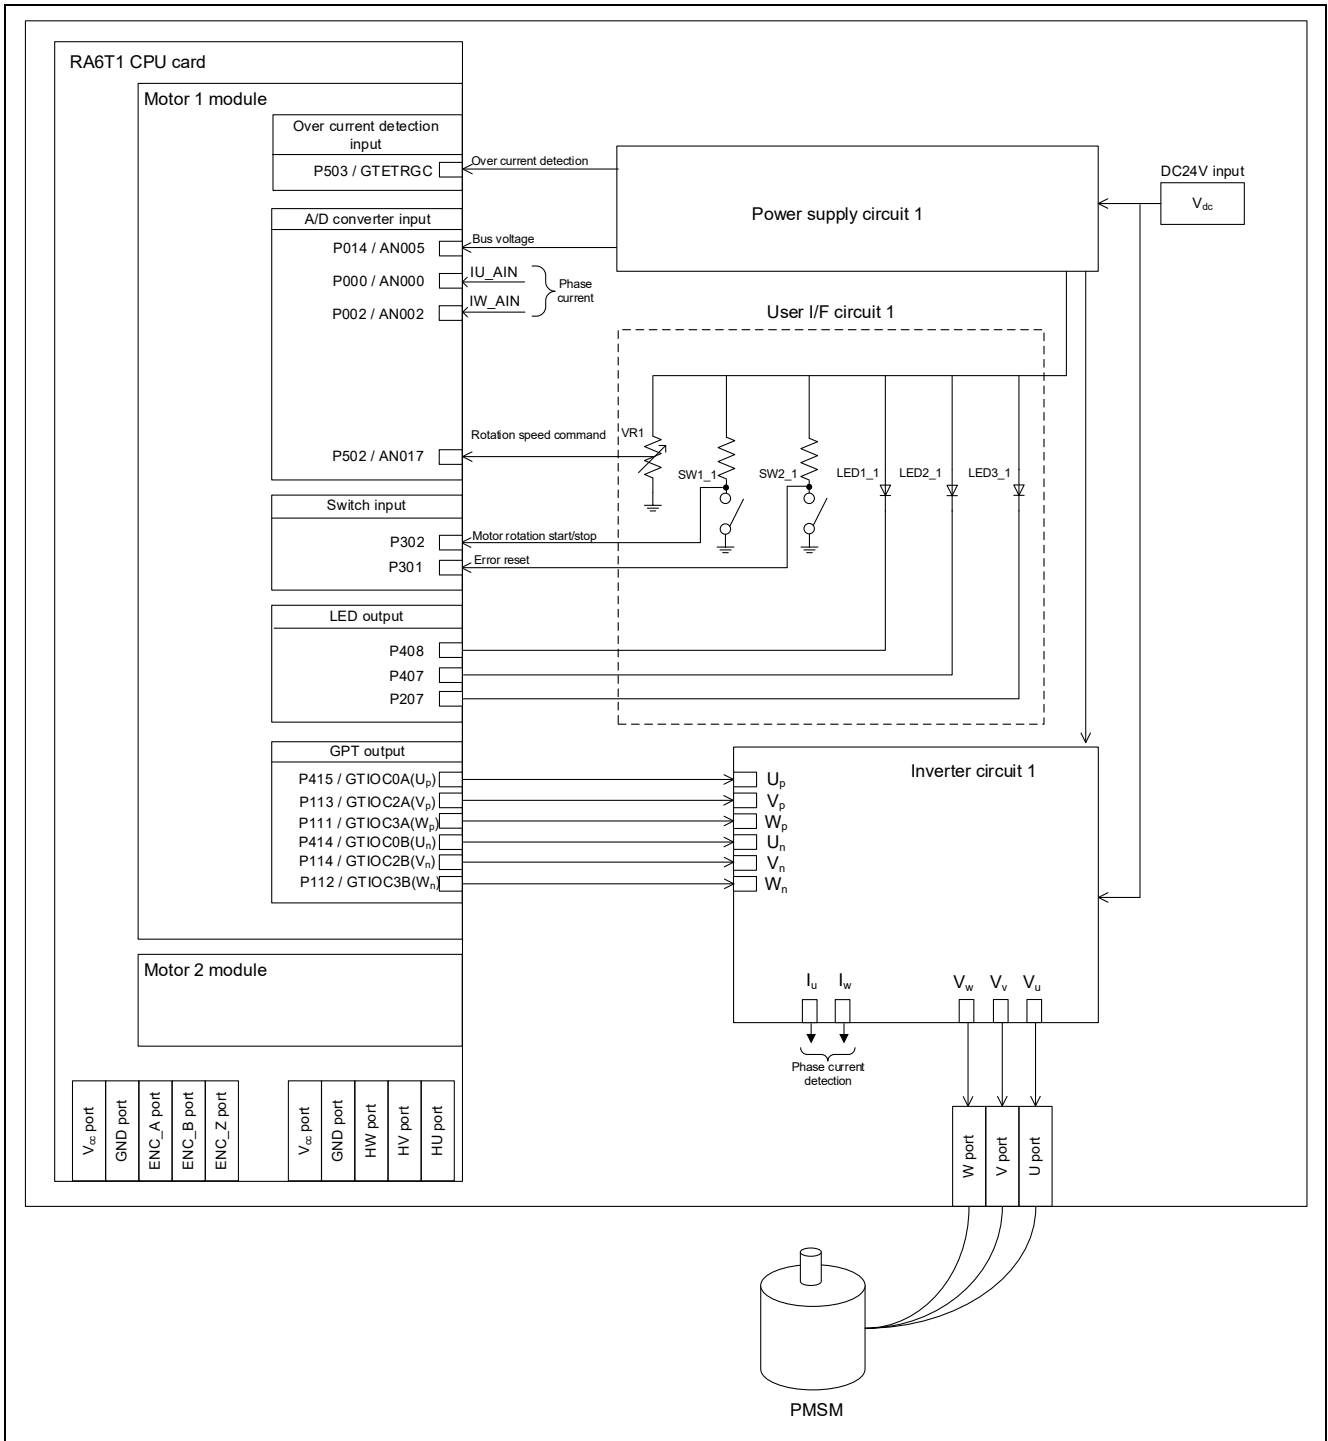 RA6T1 CPU card
Motor 1 module
Over current detection
input
P503 / GTETRGC
Over current detection
A/D converter input
P014 / AN005
Bus voltage
P000 / AN000
IU_AIN
P002 / AN002
IW_AIN
Phase
current
P502 / AN017
Rotation speed command
Switch input
P302
Motor rotation start/stop
P301
Error reset
LED output
P408
P407
P207
GPT output
P415 / GTIOC0A(Up)
P113 / GTIOC2A(Vp)
P111 / GTIOC3A(Wp)
P414 / GTIOC0B(Un)
P114 / GTIOC2B(Vn)
P112 / GTIOC3B(Wn)
Motor 2 module
Vcc port
GND port
ENC_A port
ENC_B port
ENC_Z port
Vcc port
GND port
HW port
HV port
HU port
Power supply circuit 1
DC24V input
Vdc
User I/F circuit 1
VR1
SW1_1
SW2_1
LED1_1
LED2_1
LED3_1
Inverter circuit 1
Up
Vp
Wp
Un
Vn
Wn
Iu
Iw
Vw
Vv
Vu
Phase current
detection
W port
V port
U port
PMSM